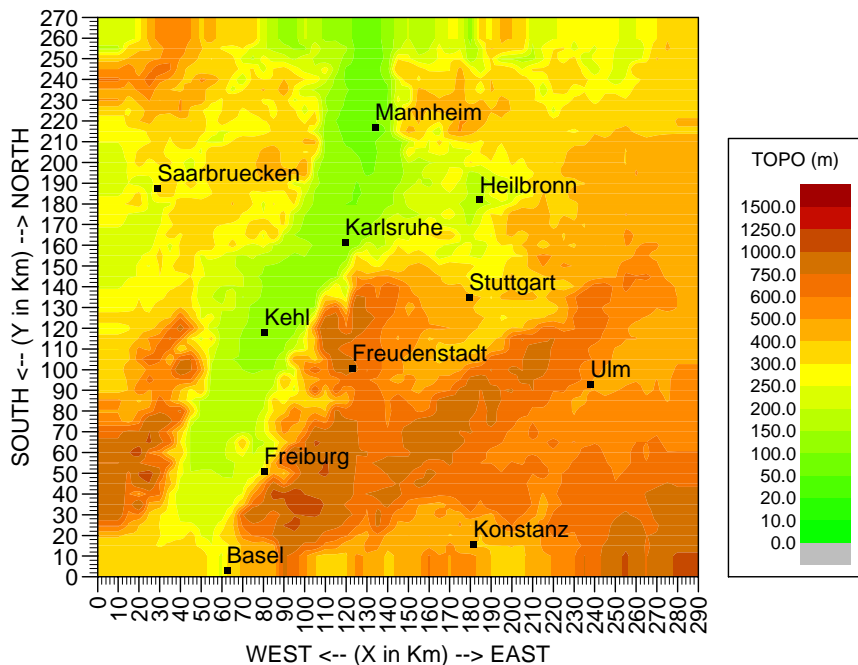 270
260
250
240
230
220
210
200
190
180
170
160
150
140
130
120
110
100
90
80
70
60
50
40
30
20
10
0
SOUTH <-- (Y in Km) --> NORTH
Mannheim
Saarbruecken
Heilbronn
Karlsruhe
Stuttgart
Kehl
Freudenstadt
Ulm
Freiburg
Konstanz
Basel
0 10 20 30 40 50 60 70 80 90 100 110 120 130 140 150 160 170 180 190 200 210 220 230 240 250 260 270 280 290
WEST <-- (X in Km) --> EAST
TOPO (m)
1500.0
1250.0
1000.0
750.0
600.0
500.0
400.0
300.0
250.0
200.0
150.0
100.0
50.0
20.0
10.0
0.0